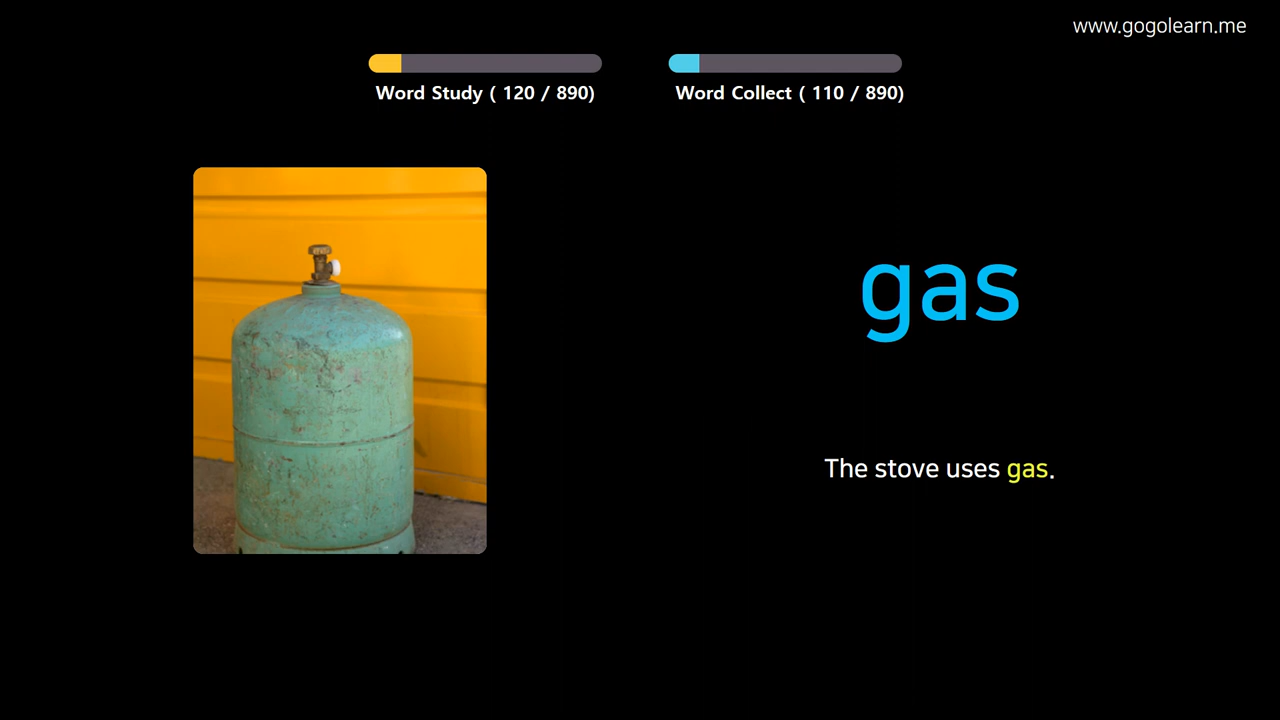 www.gogolearn.me
Word Study ( 120 / 890)
Word Collect ( 110 / 890)
gas
The stove uses gas.